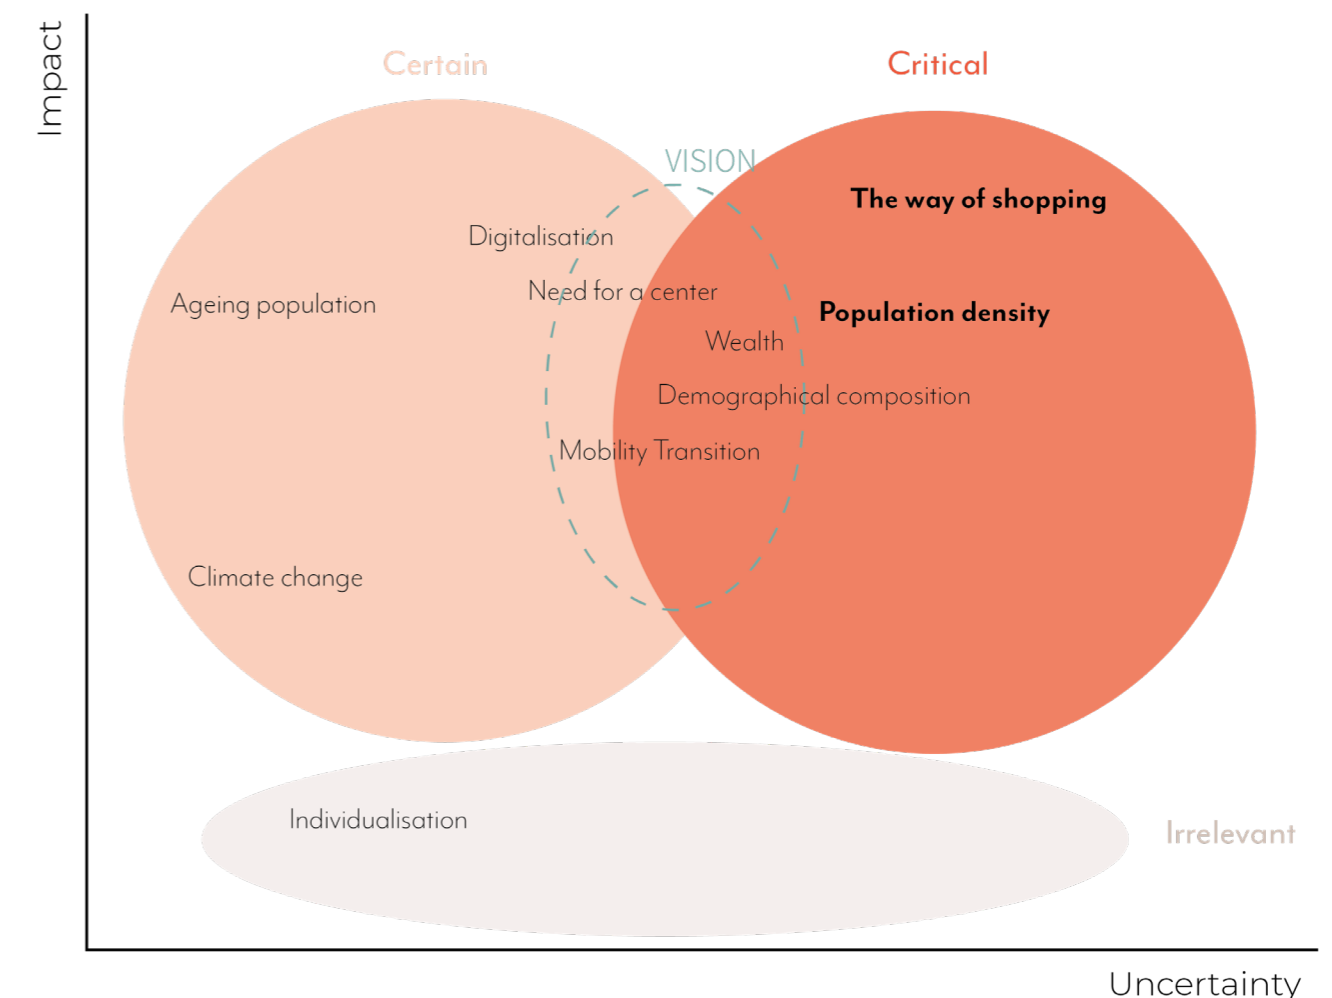 Impact
Certain
Critical
VISION
The way of shopping
Digitalisation
Need for a center
Ageing population
Population density
Wealth
Demographical composition
Mobility Transition
Climate change
Individualisation
Irrelevant
Uncertainty